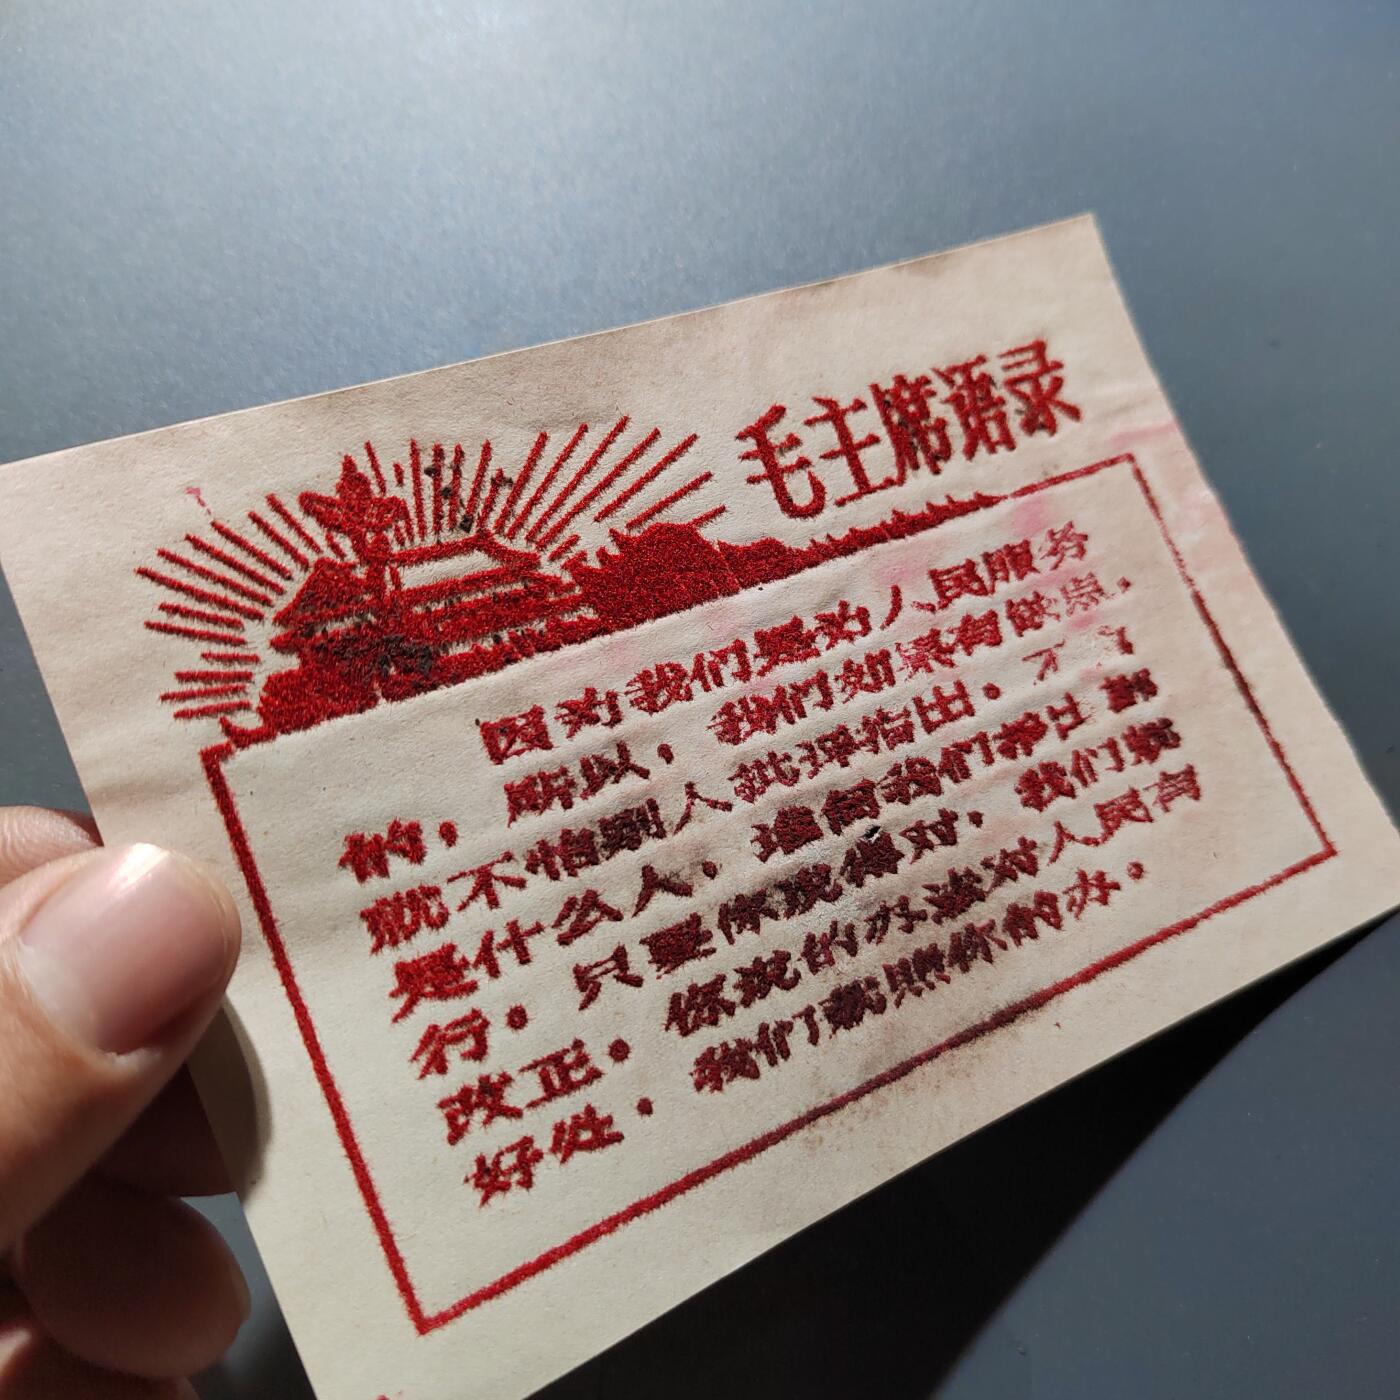 毛主席语录
因为我们是为人民服务
的，所以，我们如果有缺点，
就不怕别人批评指出。不
是什么人，谁向我们指出都
行。只要你说得对，我们就
改正。你说的办法对人民有
好处，我们就照你的办。